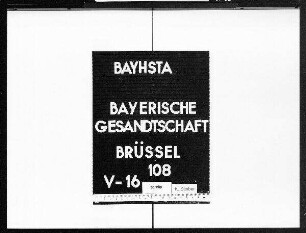 BAYHSTA
BAYERISCHE
GESANDTSCHAFT
BRÜSSEL
108
V-16